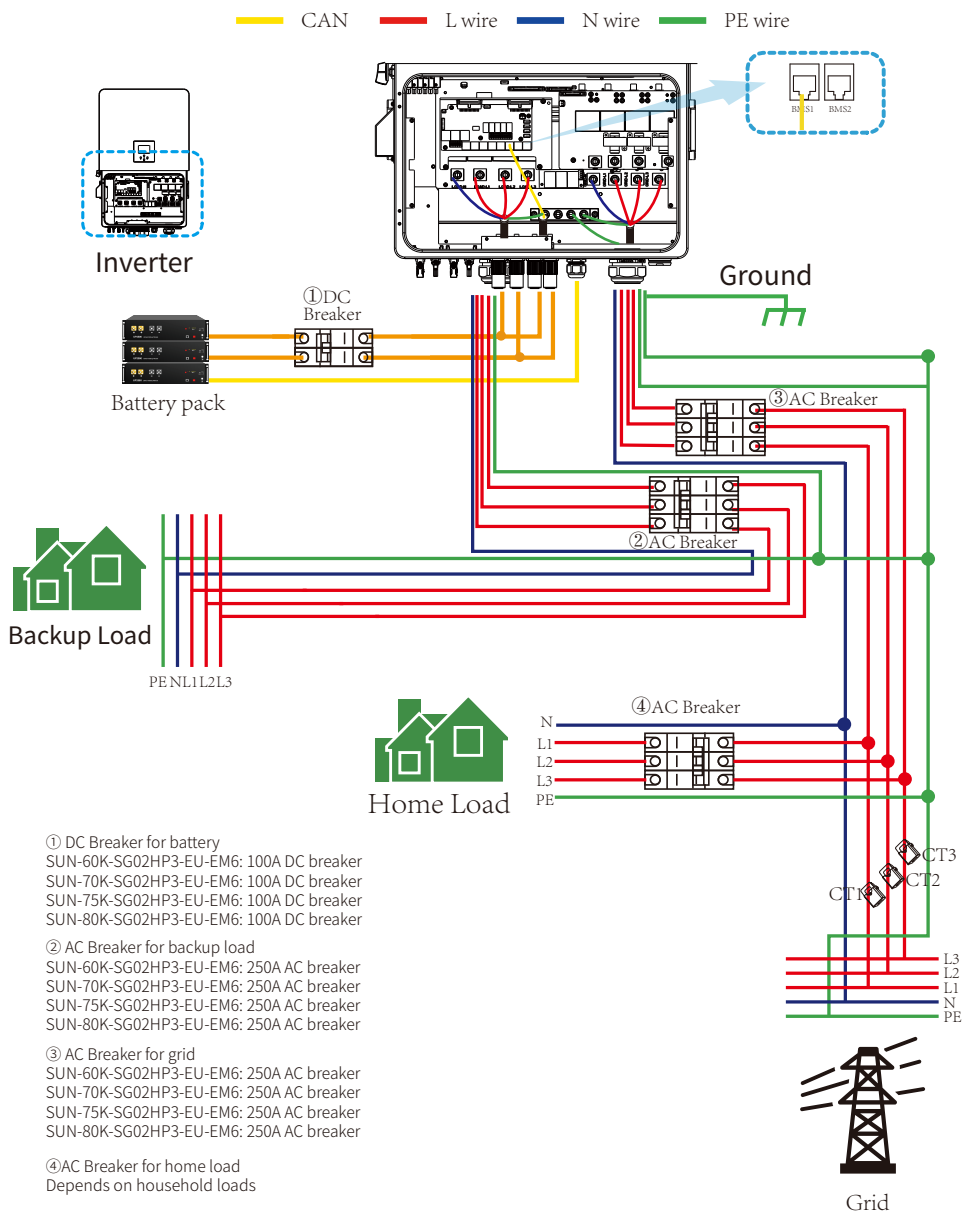 CAN L wire N wire PE wire
BMS1 BMS2
Inverter
Ground
①DC
Breaker
Battery pack
③AC Breaker
②AC Breaker
Backup Load
PE N L1 L2 L3
④AC Breaker
N
L1
L2
L3
PE
Home Load
① DC Breaker for battery
SUN-60K-SG02HP3-EU-EM6: 100A DC breaker
SUN-70K-SG02HP3-EU-EM6: 100A DC breaker
SUN-75K-SG02HP3-EU-EM6: 100A DC breaker
SUN-80K-SG02HP3-EU-EM6: 100A DC breaker
② AC Breaker for backup load
SUN-60K-SG02HP3-EU-EM6: 250A AC breaker
SUN-70K-SG02HP3-EU-EM6: 250A AC breaker
SUN-75K-SG02HP3-EU-EM6: 250A AC breaker
SUN-80K-SG02HP3-EU-EM6: 250A AC breaker
③ AC Breaker for grid
SUN-60K-SG02HP3-EU-EM6: 250A AC breaker
SUN-70K-SG02HP3-EU-EM6: 250A AC breaker
SUN-75K-SG02HP3-EU-EM6: 250A AC breaker
SUN-80K-SG02HP3-EU-EM6: 250A AC breaker
④AC Breaker for home load
Depends on household loads
CT3
CT2
CT1
L3
L2
L1
N
PE
Grid